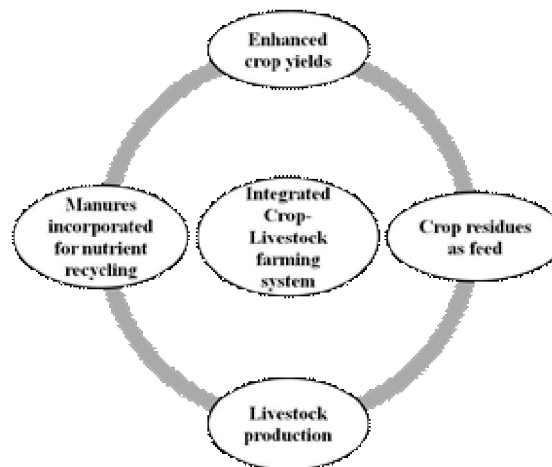 Enhanced
crop yields
Manures
incorporated
for nutrient
recycling
Integrated
Crop-
Livestock
farming
system
Crop residues
as feed
Livestock
production